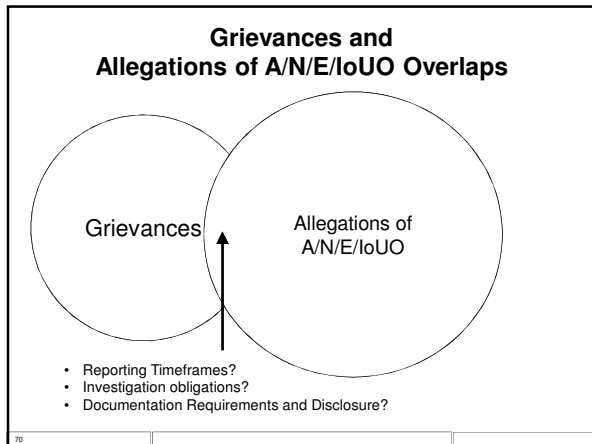 Grievances and
Allegations of A/N/E/IoUO Overlaps
Grievances
Allegations of
A/N/E/IoUO
• Reporting Timeframes?
• Investigation obligations?
• Documentation Requirements and Disclosure?
70